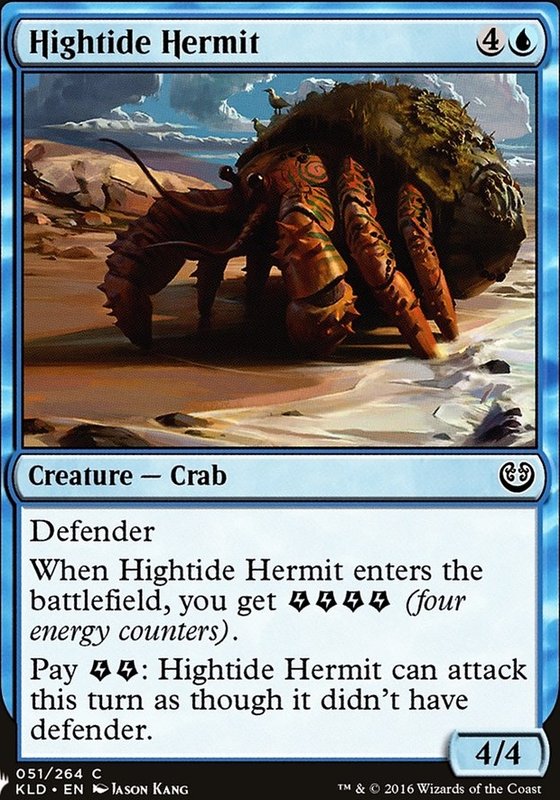 Hightide Hermit 4
Creature — Crab
Defender
When Hightide Hermit enters the
battlefield, you get (four
energy counters).
Pay : Hightide Hermit can attack
this turn as though it didn't have
defender.
4/4
051/264 C
KLD • EN Jason Kang
™ & © 2016 Wizards of the Coast